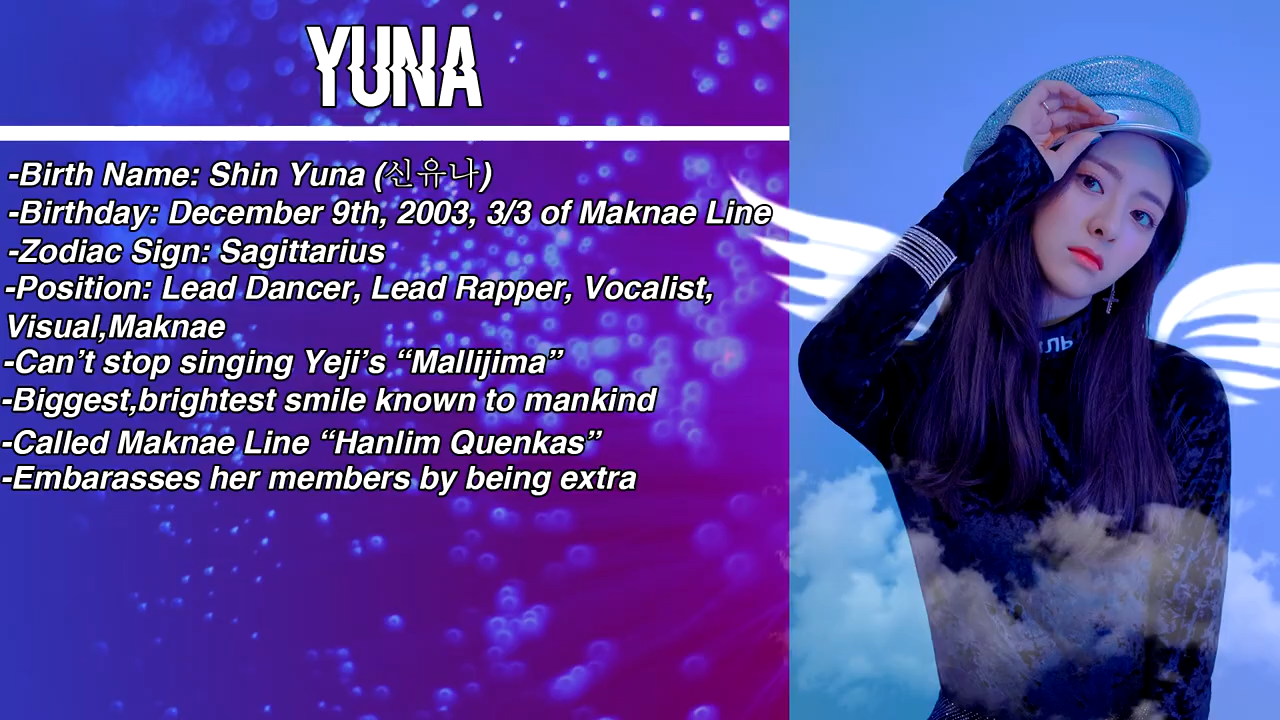 YUNA
-Birth Name: Shin Yuna (신유나)
-Birthday: December 9th, 2003, 3/3 of Maknae Line
-Zodiac Sign: Sagittarius
-Position: Lead Dancer, Lead Rapper, Vocalist,
Visual,Maknae
-Can’t stop singing Yeji’s “Mallijima”
-Biggest,brightest smile known to mankind
-Called Maknae Line “Hanlim Quenkas”
-Embarasses her members by being extra